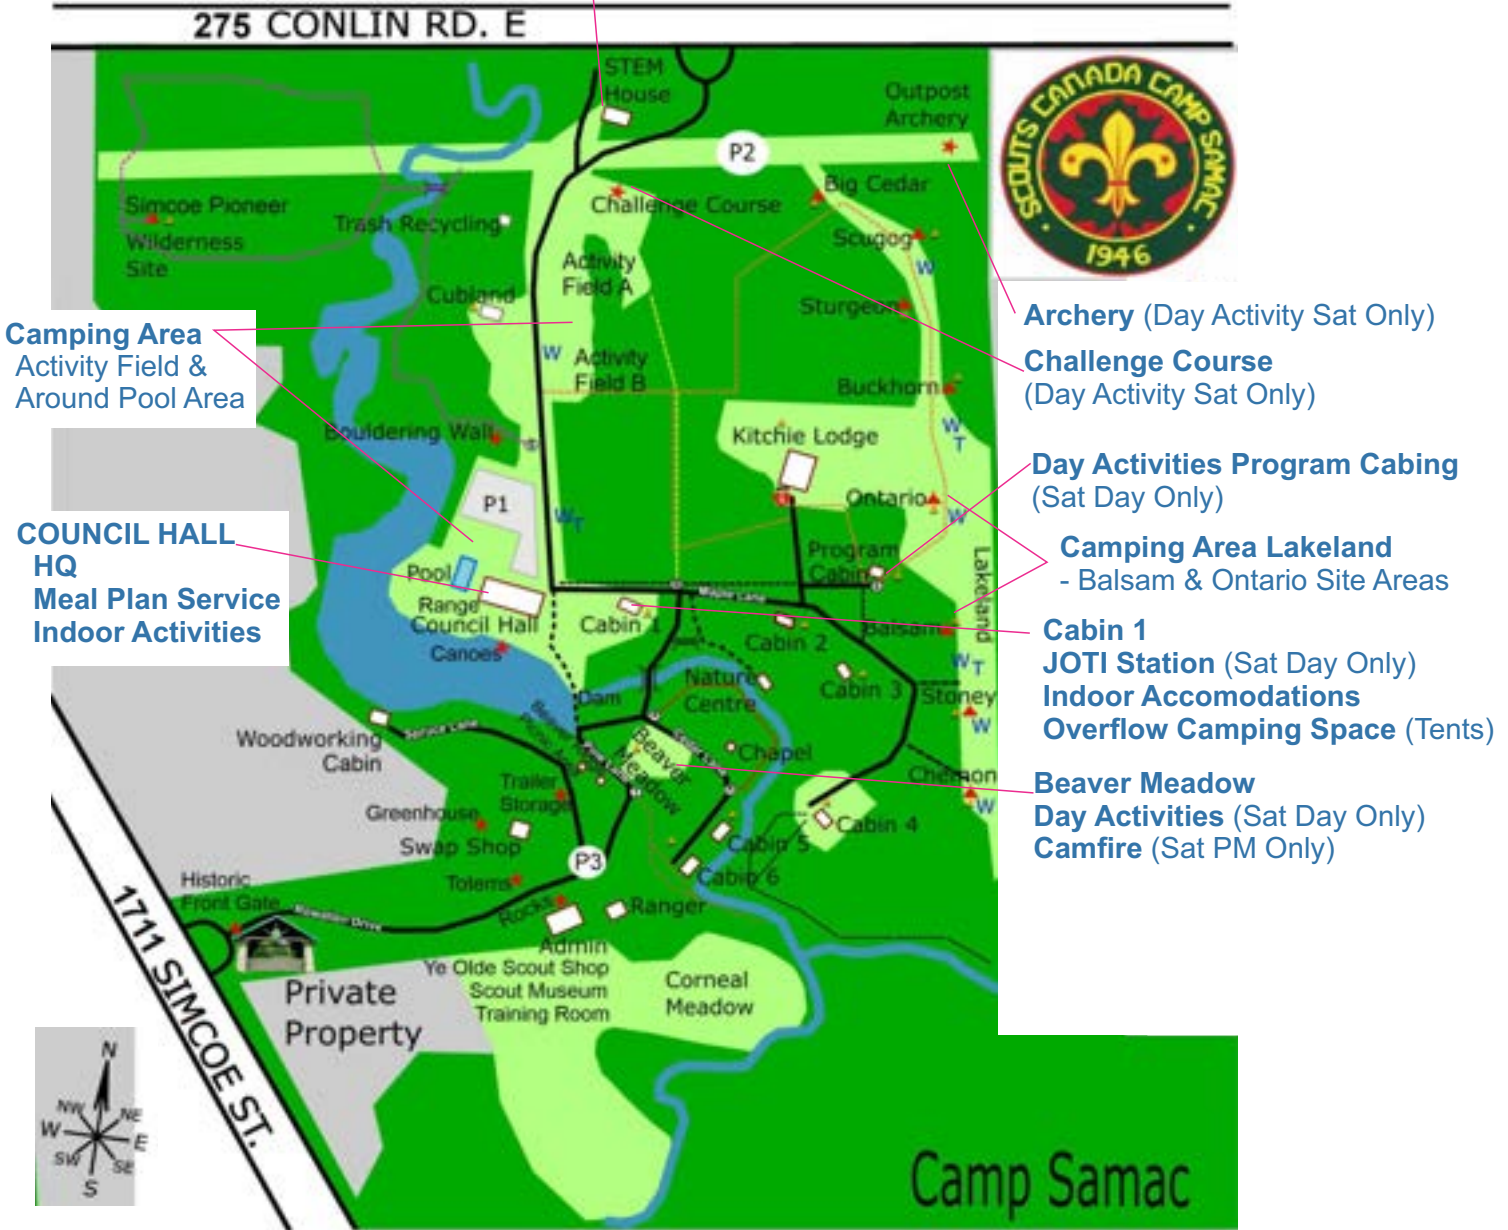 275 CONLIN RD. E
STEM
House
Outpost
Archery
SCOUTS CANADA CAMP SAMAC
1946
P2
Simcoe Pioneer
Wilderness
Site
Trash Recycling
Challenge Course
Big Cedar
Scugog
W
Activity
Field A
Cubland
Sturgeon
Archery (Day Activity Sat Only)
Camping Area
Activity Field &
Around Pool Area
W
Activity
Field B
Challenge Course
(Day Activity Sat Only)
Buckhorn
W
T
Bouldering Wall
Kitchie Lodge
Day Activities Program Cabing
(Sat Day Only)
P1
Ontario
W
WT
COUNCIL HALL
HQ
Meal Plan Service
Indoor Activities
Program
Cabin
Lakeland
Camping Area Lakeland
- Balsam & Ontario Site Areas
Pool
Range
Council Hall
Canoes
Maple Lane
Cabin 1
Cabin 2
Balsam
Cabin 1
JOTI Station (Sat Day Only)
Indoor Accomodations
Overflow Camping Space (Tents)
W T
Nature
Centre
Cabin 3
Stoney
W
Dam
Service Lane
Woodworking
Cabin
Beaver
Meadow
Chapel
Chemon
W
Beaver Meadow
Day Activities (Sat Day Only)
Camfire (Sat PM Only)
Trailer
Storage
Greenhouse
Swap Shop
Cabin 4
Cabin 5
Cabin 6
P3
Totems
Historic
Front Gate
Rocks
Ranger
Admin
Ye Olde Scout Shop
Scout Museum
Training Room
Corneal
Meadow
Private
Property
1711 SIMCOE ST.
N
NW
NE
W
E
SW
SE
S
Camp Samac